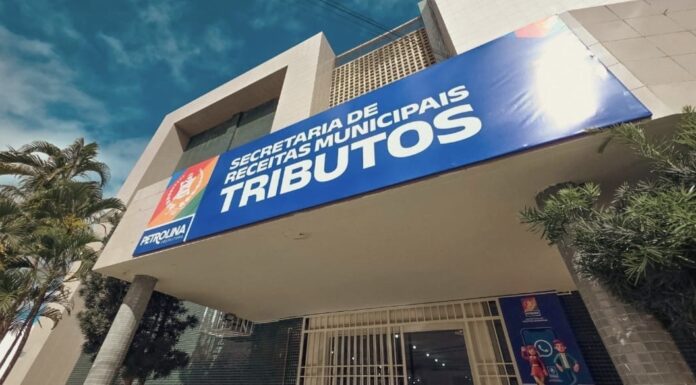 SECRETARIA DE
RECEITAS MUNICIPAIS
TRIBUTOS
PETROLINA